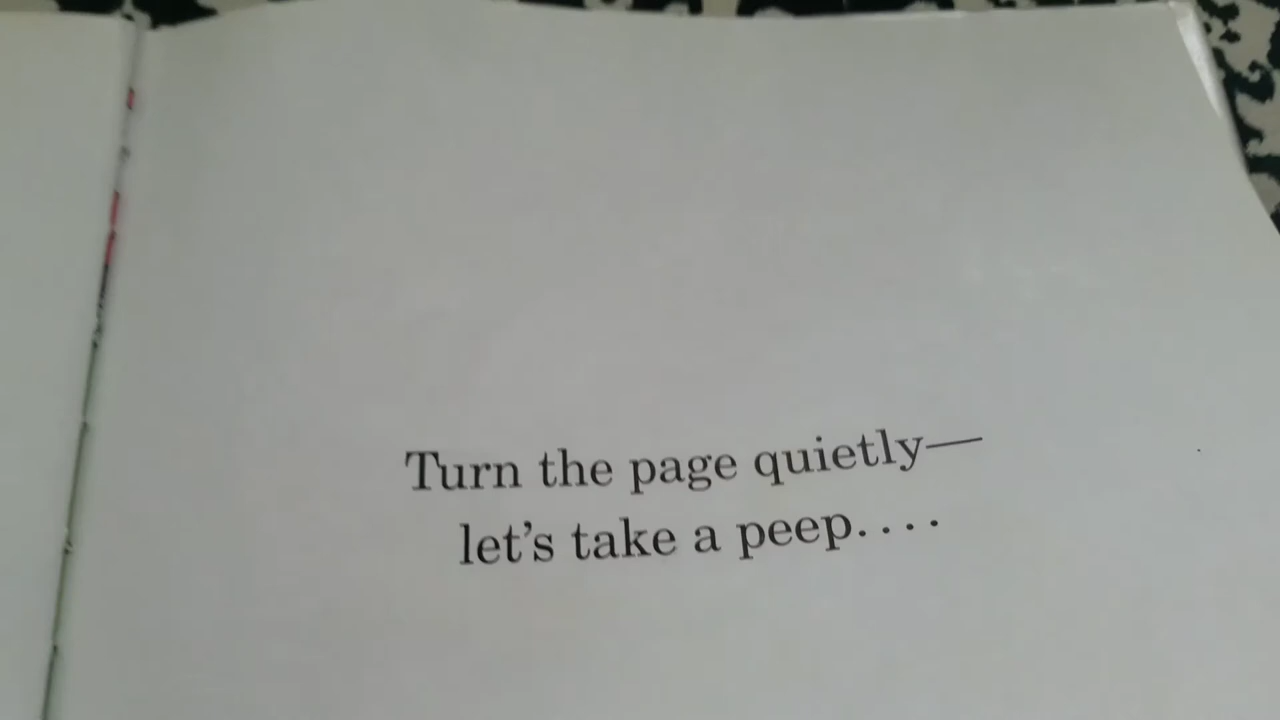 Turn the page quietly—
let’s take a peep. . . .